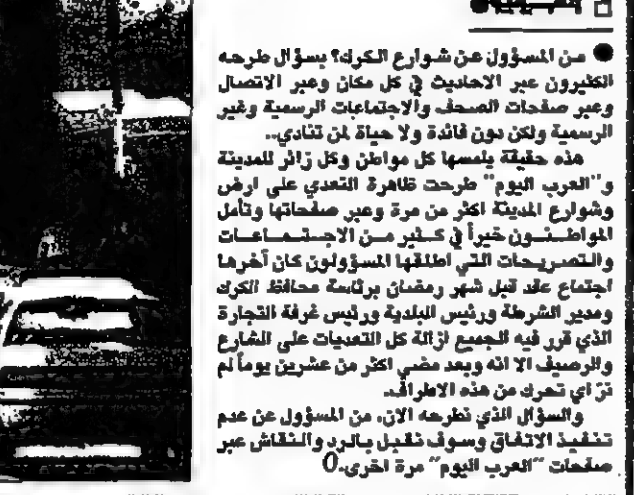 من المسؤول عن شوارع الكرك؟ سؤال طرحه
الكثيرون عبر الاحاديث في كل مكان وعبر الاتصال
وعبر صفحات الصحف والاجتماعات الرسمية وغير
الرسمية ولكن دون فائدة ولا حياة لمن تنادي..
هذه حقيقة يلمسها كل مواطن وكل زائر للمدينة
و"العرب اليوم" طرحت ظاهرة التعدي على ارض
وشوارع المدينة اكثر من مرة وعبر صفحاتها وتأمل
المواطنون خيراً في كثير من الاجتماعات
والتصريحات التي اطلقها المسؤولون كان آخرها
اجتماع عقد قبل شهر رمضان برئاسة محافظ الكرك
ومدير الشرطة ورئيس البلدية ورئيس غرفة التجارة
الذي قرر فيه الجميع ازالة كل التعديات على الشارع
والرصيف الا انه وبعد مضي اكثر من عشرين يوماً لم
نرَ اي تحرك من هذه الاطراف.
والسؤال الذي نطرحه الان، من المسؤول عن عدم
تنفيذ الاتفاق وسوف نقبل بالرد والنقاش عبر
صفحات "العرب اليوم" مرة اخرى.